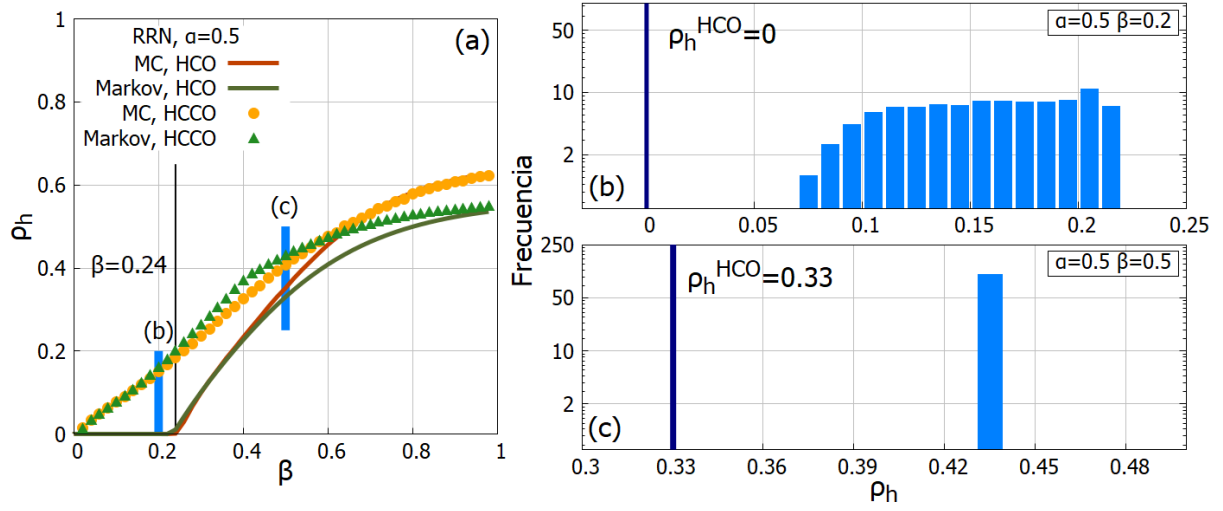 RRN, α=0.5
MC, HCO
Markov, HCO
MC, HCCO
Markov, HCCO
(a)
(c)
β=0.24
(b)
1
0.8
0.6
0.4
0.2
0
0 0.2 0.4 0.6 0.8 1
ρh
β
α=0.5 β=0.2
ρhHCO=0
(b)
50
10
2
0 0.05 0.1 0.15 0.2 0.25
Frecuencia
α=0.5 β=0.5
ρhHCO=0.33
(c)
250
50
10
2
0.3 0.33 0.36 0.39 0.42 0.45 0.48
ρh